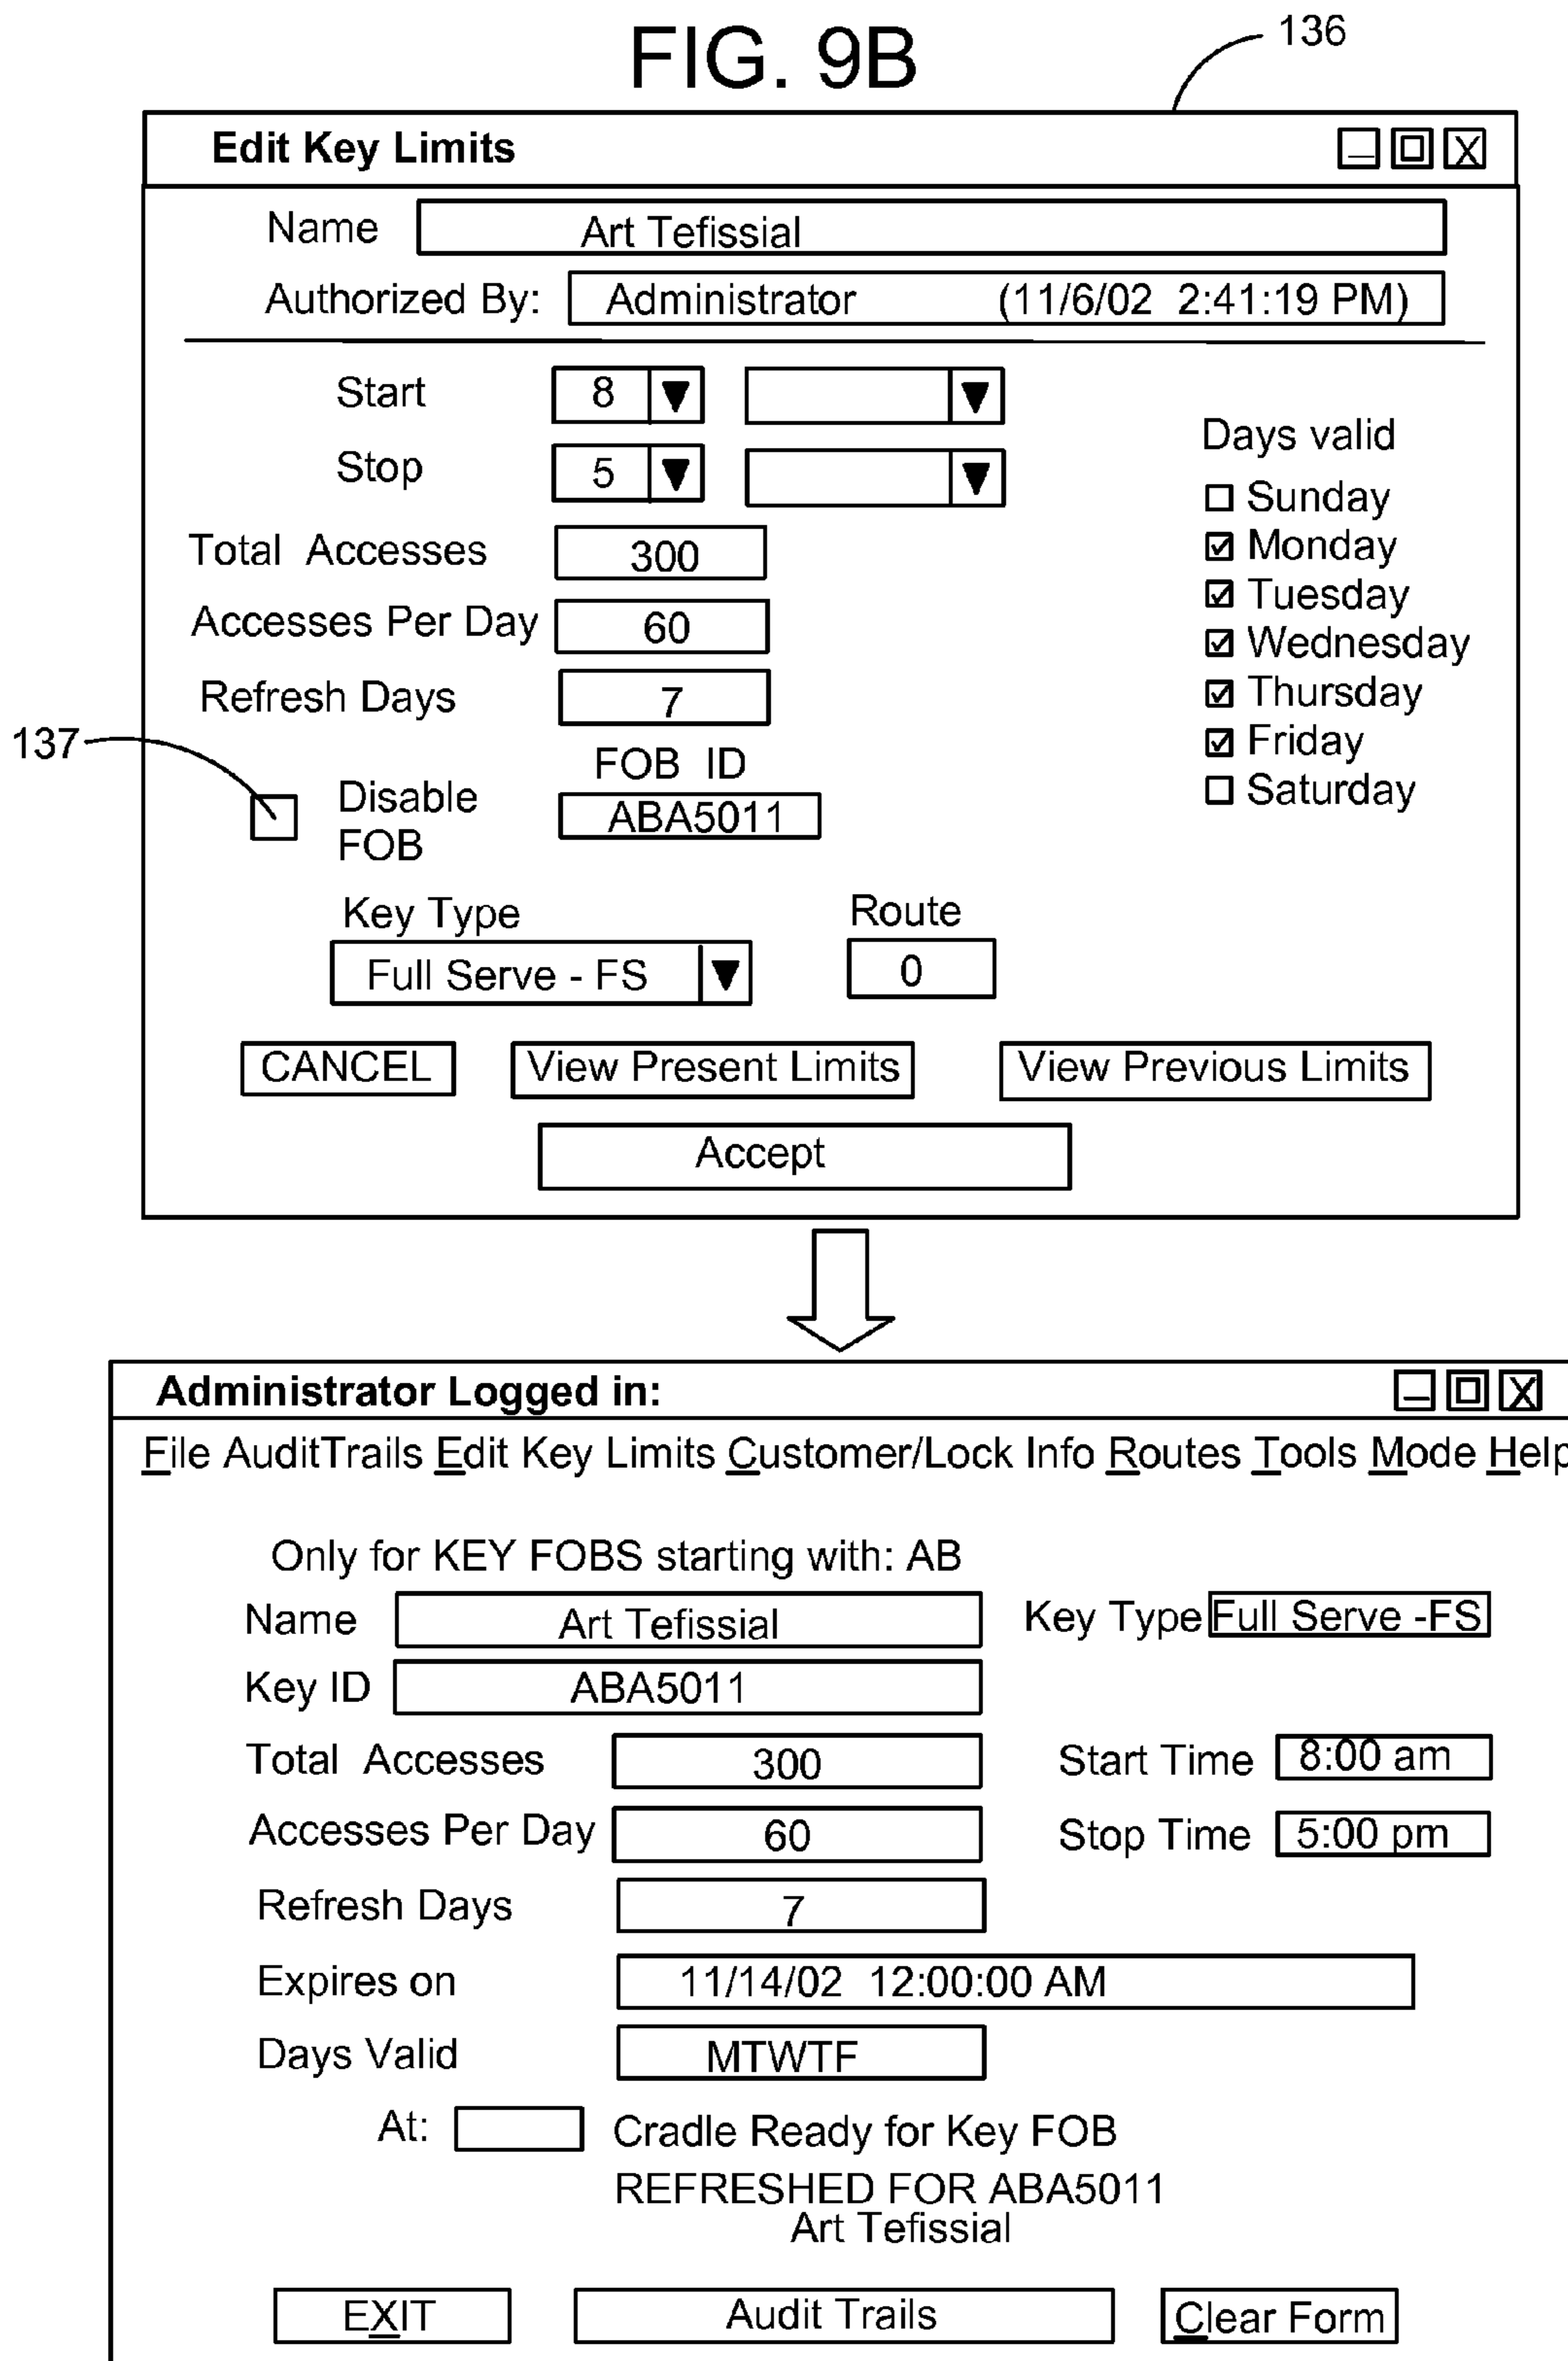 FIG. 9B
136
Edit Key Limits
Name Art Tefissial
Authorized By: Administrator (11/6/02 2:41:19 PM)
Start 8
Stop 5
Total Accesses 300
Accesses Per Day 60
Refresh Days 7
Days valid
Sunday
Monday
Tuesday
Wednesday
Thursday
Friday
Saturday
137
Disable
FOB
FOB ID
ABA5011
Key Type
Full Serve - FS
Route
0
CANCEL View Present Limits View Previous Limits
Accept
Administrator Logged in:
File AuditTrails Edit Key Limits Customer/Lock Info Routes Tools Mode Help
Only for KEY FOBS starting with: AB
Name Art Tefissial Key Type Full Serve -FS
Key ID ABA5011
Total Accesses 300 Start Time 8:00 am
Accesses Per Day 60 Stop Time 5:00 pm
Refresh Days 7
Expires on 11/14/02 12:00:00 AM
Days Valid MTWTF
At: Cradle Ready for Key FOB
REFRESHED FOR ABA5011
Art Tefissial
EXIT Audit Trails Clear Form